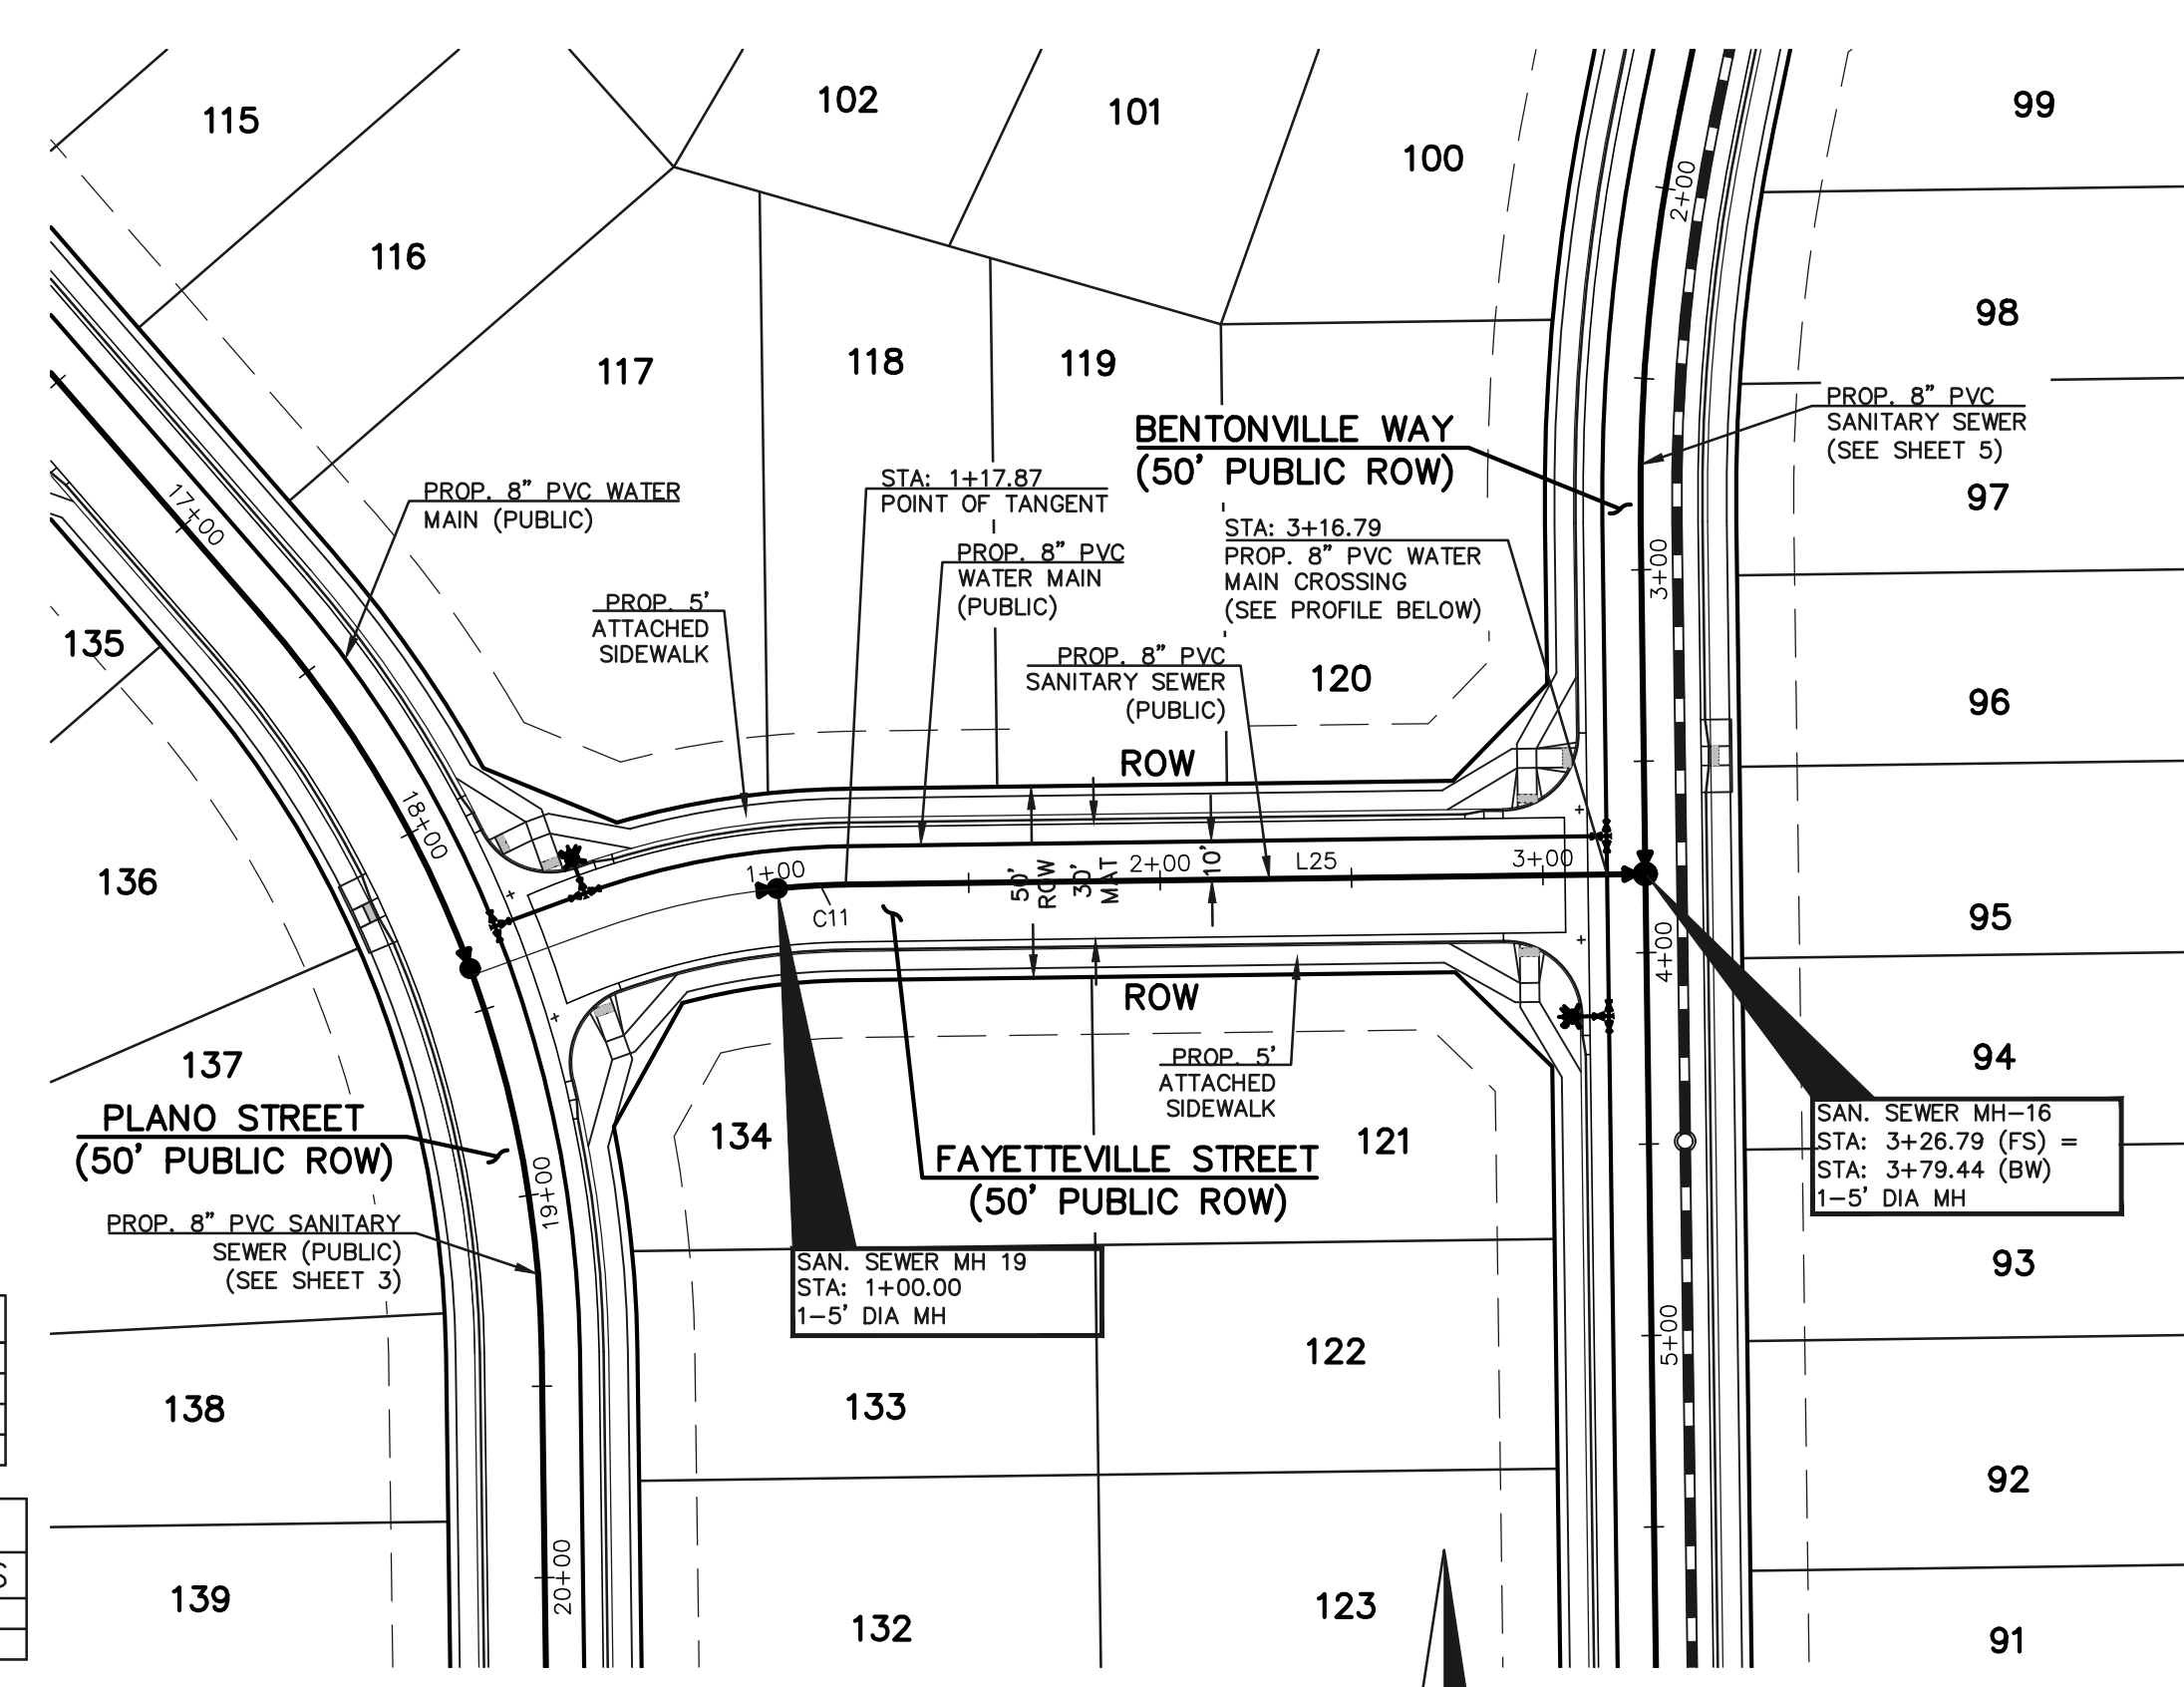 102
101
99
115
100
116
2+00
98
117
118
119
PROP. 8" PVC
SANITARY SEWER
(SEE SHEET 5)
BENTONVILLE WAY
(50' PUBLIC ROW)
97
STA: 1+17.87
POINT OF TANGENT
PROP. 8" PVC WATER
MAIN (PUBLIC)
17+00
STA: 3+16.79
PROP. 8" PVC WATER
MAIN CROSSING
(SEE PROFILE BELOW)
PROP. 8" PVC
WATER MAIN
(PUBLIC)
3+00
PROP. 5'
ATTACHED
SIDEWALK
135
PROP. 8" PVC
SANITARY SEWER
(PUBLIC)
120
96
ROW
18+00
1+00
2+00
L25
3+00
50'
ROW
30'
MAT
10'
C11
136
95
4+00
ROW
137
PROP. 5'
ATTACHED
SIDEWALK
94
PLANO STREET
(50' PUBLIC ROW)
134
121
FAYETTEVILLE STREET
(50' PUBLIC ROW)
SAN. SEWER MH-16
STA: 3+26.79 (FS) =
STA: 3+79.44 (BW)
1-5' DIA MH
19+00
PROP. 8" PVC SANITARY
SEWER (PUBLIC)
(SEE SHEET 3)
SAN. SEWER MH 19
STA: 1+00.00
1-5' DIA MH
93
5+00
122
138
133
92
20+00
S
139
132
123
91